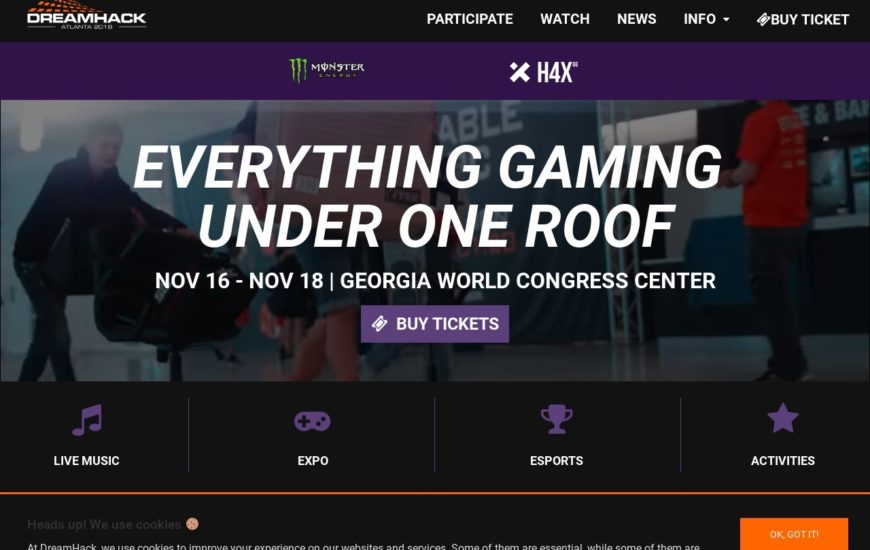 DREAMHACK
ATLANTA 2018
PARTICIPATE
WATCH
NEWS
INFO
BUY TICKET
MONSTER
ENERGY
H4X GG
ABLE
& BAR
EVERYTHING GAMING
UNDER ONE ROOF
NOV 16 - NOV 18 | GEORGIA WORLD CONGRESS CENTER
BUY TICKETS
LIVE MUSIC
EXPO
ESPORTS
ACTIVITIES
Heads up! We use cookies 🍪
At DreamHack, we use cookies to improve your experience on our websites and services. Some of them are essential, while some of them are
OK, GOT IT!